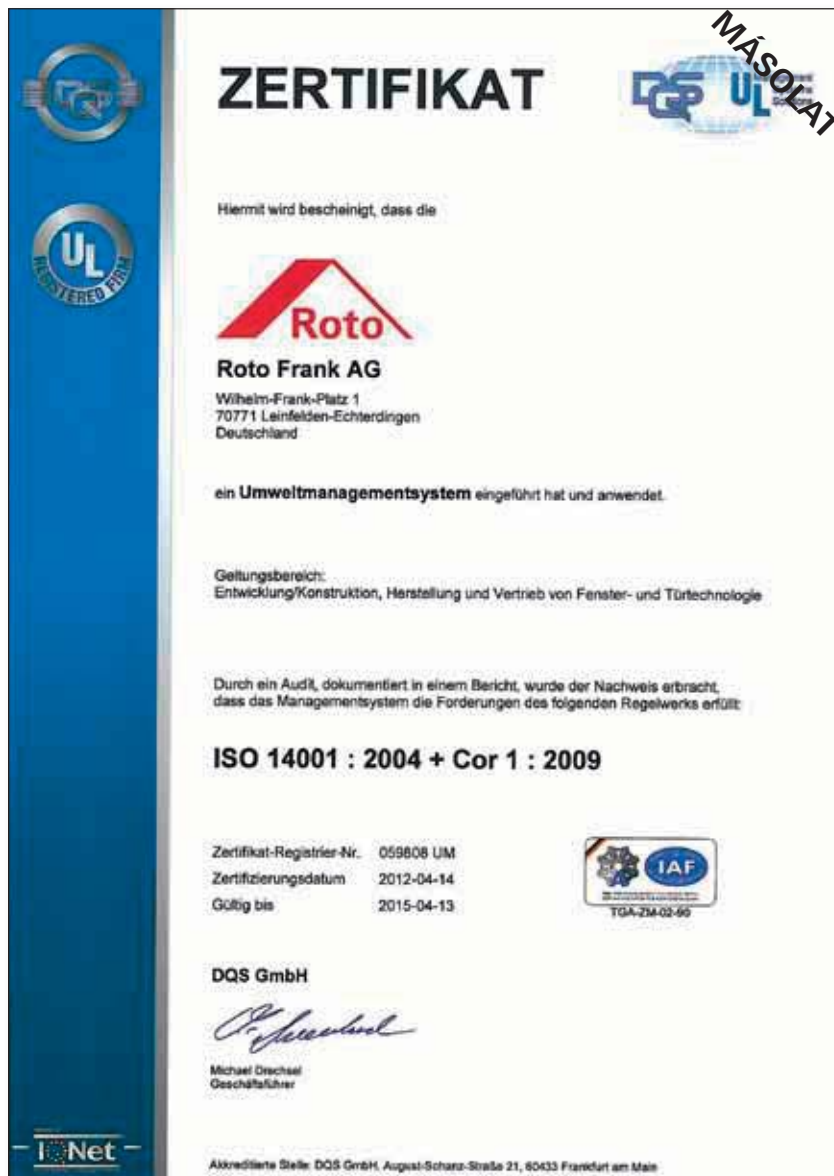 ZERTIFIKAT
DQS UL
MÁSOLAT
Hiermit wird bescheinigt, dass die
UL
REGISTERED FIRM
Roto
Roto Frank AG
Wilhelm-Frank-Platz 1
70771 Leinfelden-Echterdingen
Deutschland
ein Umweltmanagementsystem eingeführt hat und anwendet.
Geltungsbereich:
Entwicklung/Konstruktion, Herstellung und Vertrieb von Fenster- und Türtechnologie
Durch ein Audit, dokumentiert in einem Bericht, wurde der Nachweis erbracht,
dass das Managementsystem die Forderungen des folgenden Regelwerks erfüllt:
ISO 14001 : 2004 + Cor 1 : 2009
Zertifikat-Registrier-Nr. 059808 UM
Zertifizierungsdatum 2012-04-14
Gültig bis 2015-04-13
IAF
TGA-ZM-02-90
DQS GmbH
Michael Drechsel
Geschäftsführer
IQNet
Akkreditierte Stelle: DQS GmbH, August-Schanz-Straße 21, 60433 Frankfurt am Main